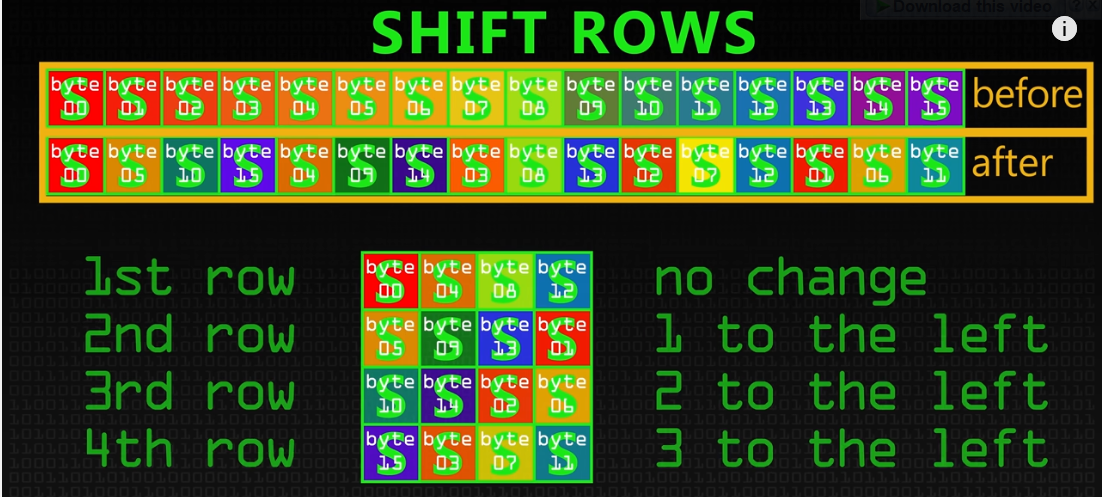 Download this video
SHIFT ROWS
byte 00 byte 01 byte 02 byte 03 byte 04 byte 05 byte 06 byte 07 byte 08 byte 09 byte 10 byte 11 byte 12 byte 13 byte 14 byte 15 before
byte 00 byte 05 byte 10 byte 15 byte 04 byte 09 byte 14 byte 03 byte 08 byte 13 byte 02 byte 07 byte 12 byte 01 byte 06 byte 11 after
1st row byte 00 byte 04 byte 08 byte 12 no change
2nd row byte 05 byte 09 byte 13 byte 01 1 to the left
3rd row byte 10 byte 14 byte 02 byte 06 2 to the left
4th row byte 15 byte 03 byte 07 byte 11 3 to the left